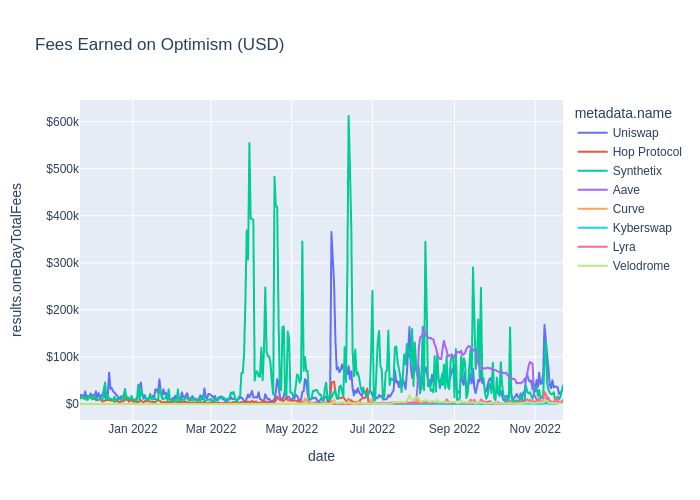 Fees Earned on Optimism (USD)
metadata.name
Uniswap
Hop Protocol
Synthetix
Aave
Curve
Kyberswap
Lyra
Velodrome
results.oneDayTotalFees
$600k
$500k
$400k
$300k
$200k
$100k
$0
Jan 2022
Mar 2022
May 2022
Jul 2022
Sep 2022
Nov 2022
date